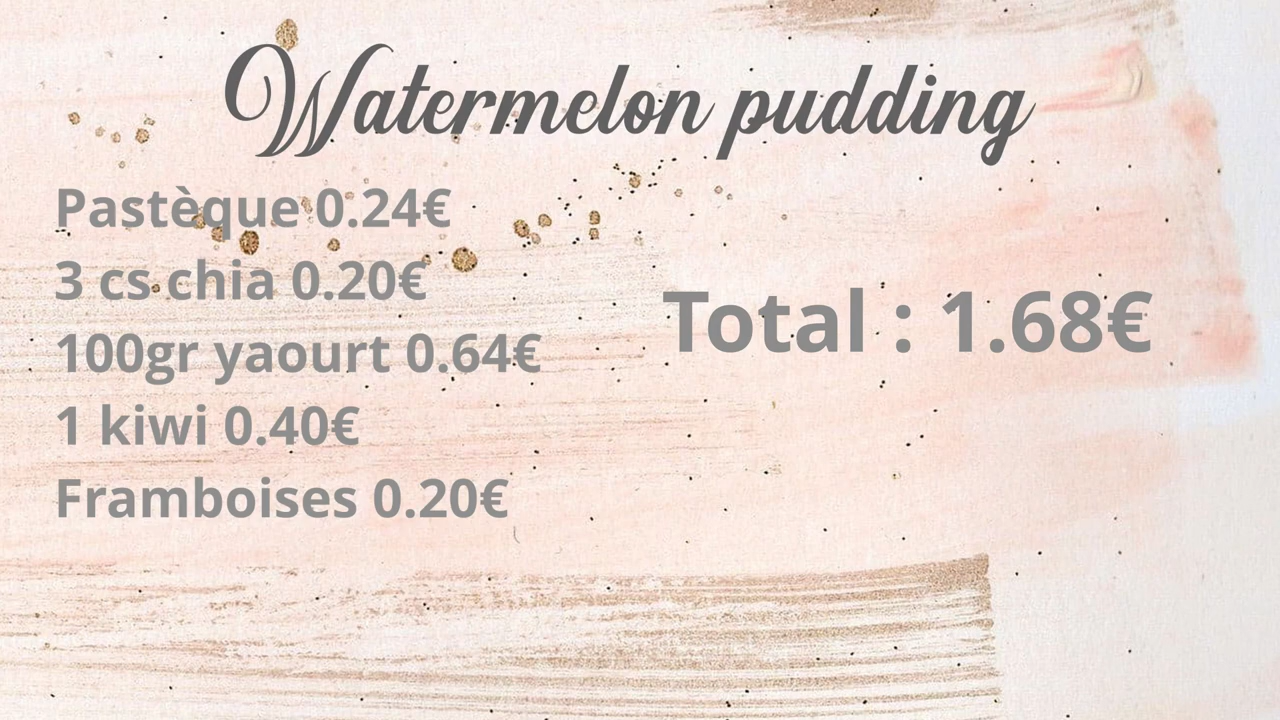 Watermelon pudding
Pastèque 0.24€
3 cs chia 0.20€
100gr yaourt 0.64€
1 kiwi 0.40€
Framboises 0.20€
Total : 1.68€